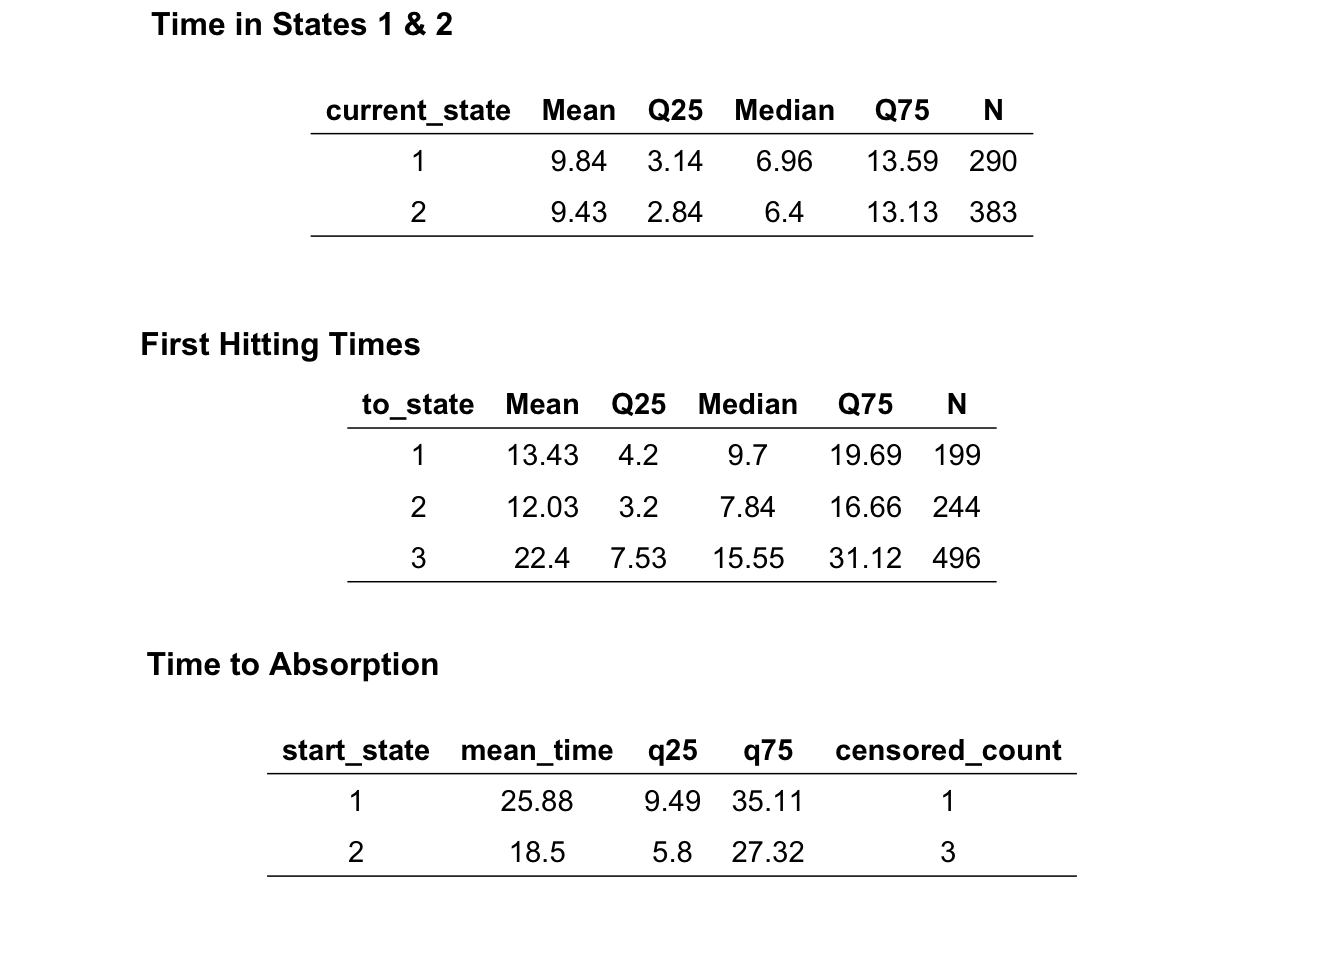 Time in States 1 & 2
current_state Mean Q25 Median Q75 N
1 9.84 3.14 6.96 13.59 290
2 9.43 2.84 6.4 13.13 383
First Hitting Times
to_state Mean Q25 Median Q75 N
1 13.43 4.2 9.7 19.69 199
2 12.03 3.2 7.84 16.66 244
3 22.4 7.53 15.55 31.12 496
Time to Absorption
start_state mean_time q25 q75 censored_count
1 25.88 9.49 35.11 1
2 18.5 5.8 27.32 3